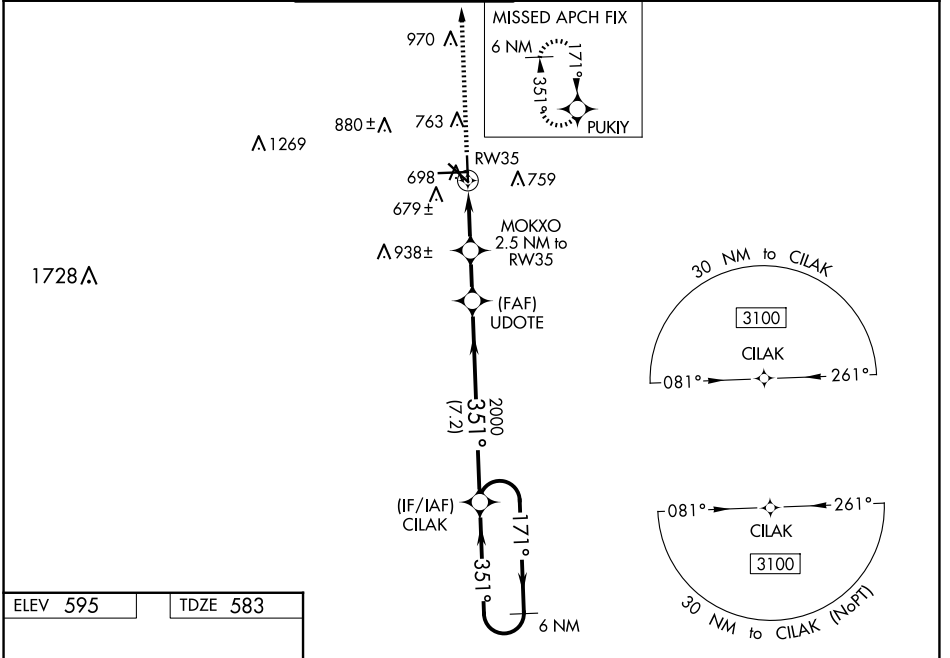 MISSED APCH FIX
6 NM
171°
351°
PUKIY
970
880±
763
1269
RW35
698
759
679±
MOKXO
2.5 NM to
RW35
938±
1728
(FAF)
UDOTE
30 NM to CILAK
3100
CILAK
081°
261°
2000
351°
(7.2)
(IF/IAF)
CILAK
171°
351°
6 NM
081°
261°
CILAK
3100
30 NM to CILAK (NoPT)
ELEV 595
TDZE 583